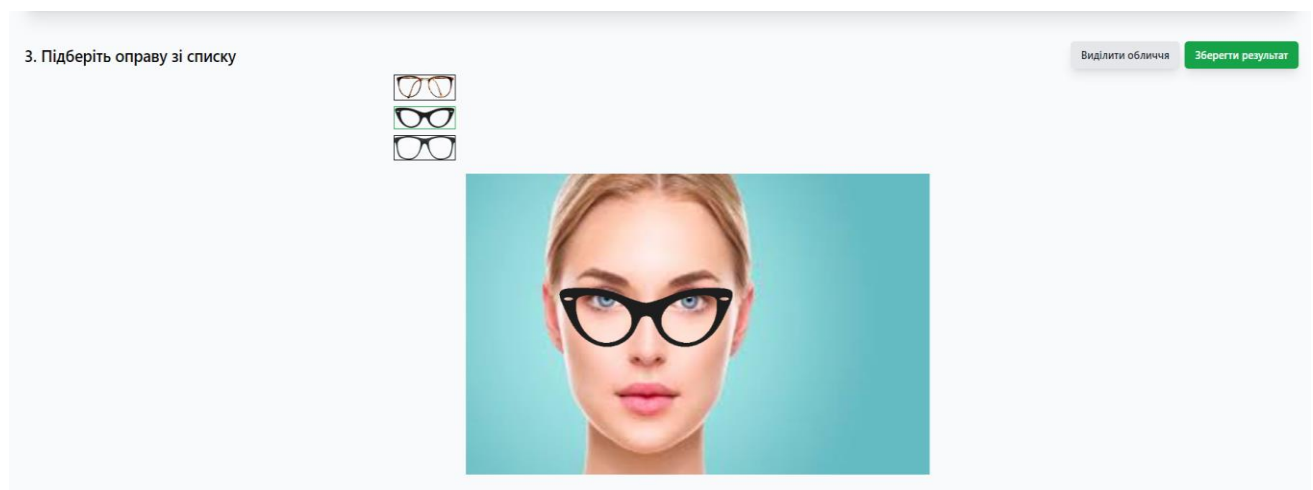 3. Підберіть оправу зі списку
Виділити обличчя
Зберегти результат